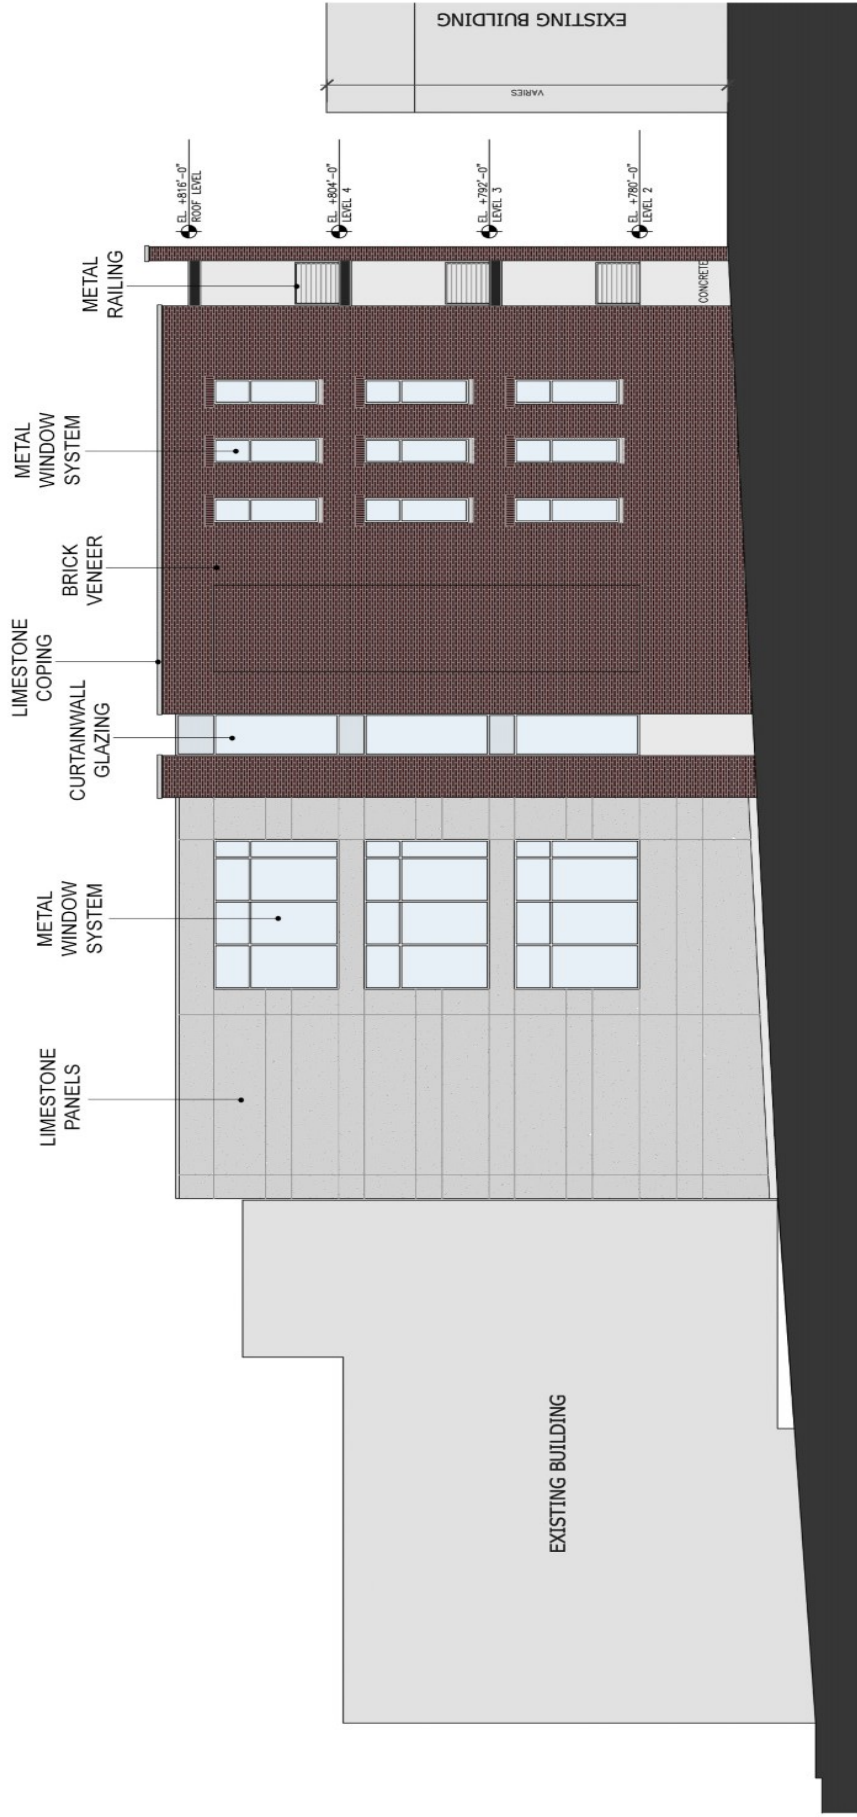 LIMESTONE
PANELS
METAL
WINDOW
SYSTEM
CURTAINWALL
GLAZING
LIMESTONE
COPING
BRICK
VENEER
METAL
WINDOW
SYSTEM
METAL
RAILING
EL. +816'-0"
ROOF LEVEL
EL. +804'-0"
LEVEL 4
EL. +792'-0"
LEVEL 3
EL. +780'-0"
LEVEL 2
CONCRETE
VARIES
EXISTING BUILDING
EXISTING BUILDING